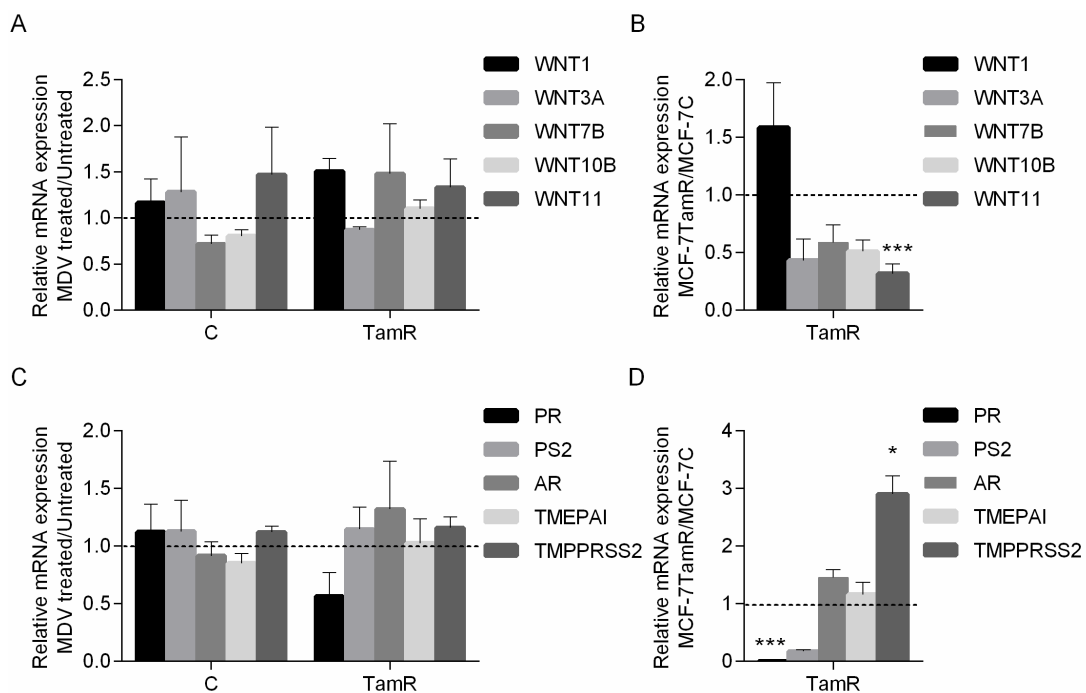 A
Relative mRNA expression
MDV treated/Untreated
2.5
2.0
1.5
1.0
0.5
0.0
C
TamR
WNT1
WNT3A
WNT7B
WNT10B
WNT11
B
Relative mRNA expression
MCF-7TamR/MCF-7C
2.0
1.5
1.0
0.5
0.0
***
TamR
WNT1
WNT3A
WNT7B
WNT10B
WNT11
C
Relative mRNA expression
MDV treated/Untreated
2.0
1.5
1.0
0.5
0.0
C
TamR
PR
PS2
AR
TMEPAI
TMPPRSS2
D
Relative mRNA expression
MCF-7TamR/MCF-7C
4
3
2
1
0
***
*
TamR
PR
PS2
AR
TMEPAI
TMPPRSS2